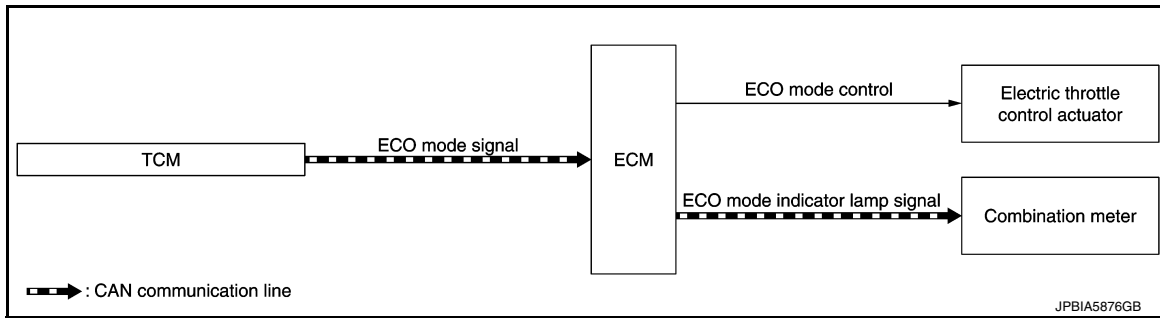 TCM
ECO mode signal
ECM
ECO mode control
Electric throttle
control actuator
ECO mode indicator lamp signal
Combination meter
: CAN communication line
JPBIA5876GB